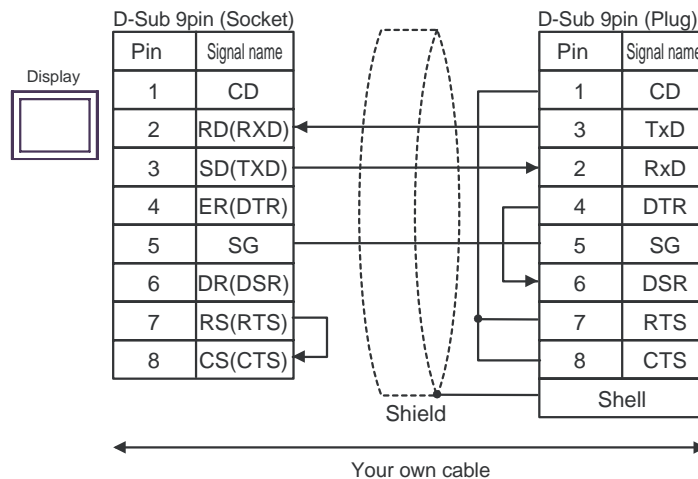 D-Sub 9pin (Socket) D-Sub 9pin (Plug)
Pin Signal name Pin Signal name
Display
1 CD 1 CD
2 RD(RXD) 3 TxD
3 SD(TXD) 2 RxD
4 ER(DTR) 4 DTR
5 SG 5 SG
6 DR(DSR) 6 DSR
7 RS(RTS) 7 RTS
8 CS(CTS) 8 CTS
Shell
Shield
Your own cable